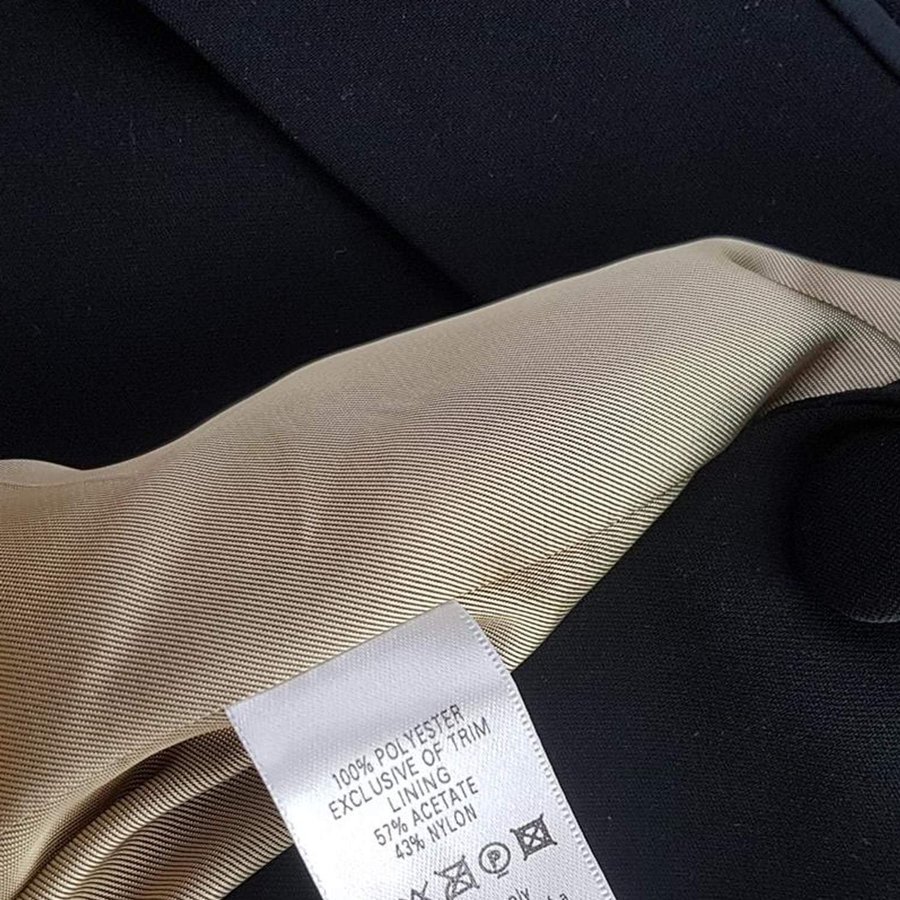 100% POLYESTER
EXCLUSIVE OF TRIM
LINING
57% ACETATE
43% NYLON
P